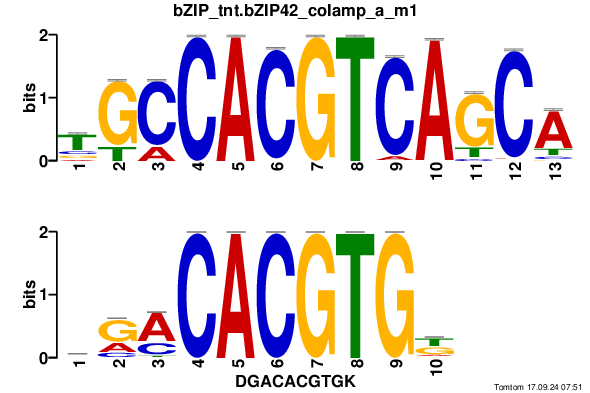 bZIP_tnt.bZIP42_colamp_a_m1
2
1
0
bits
TGCCACGTCAGCA
1 2 3 4 5 6 7 8 9 10 11 12 13
2
1
0
bits
GACACGTGT
1 2 3 4 5 6 7 8 9 10
DGACACGTGK
Tomtom 17.09.24 07:51